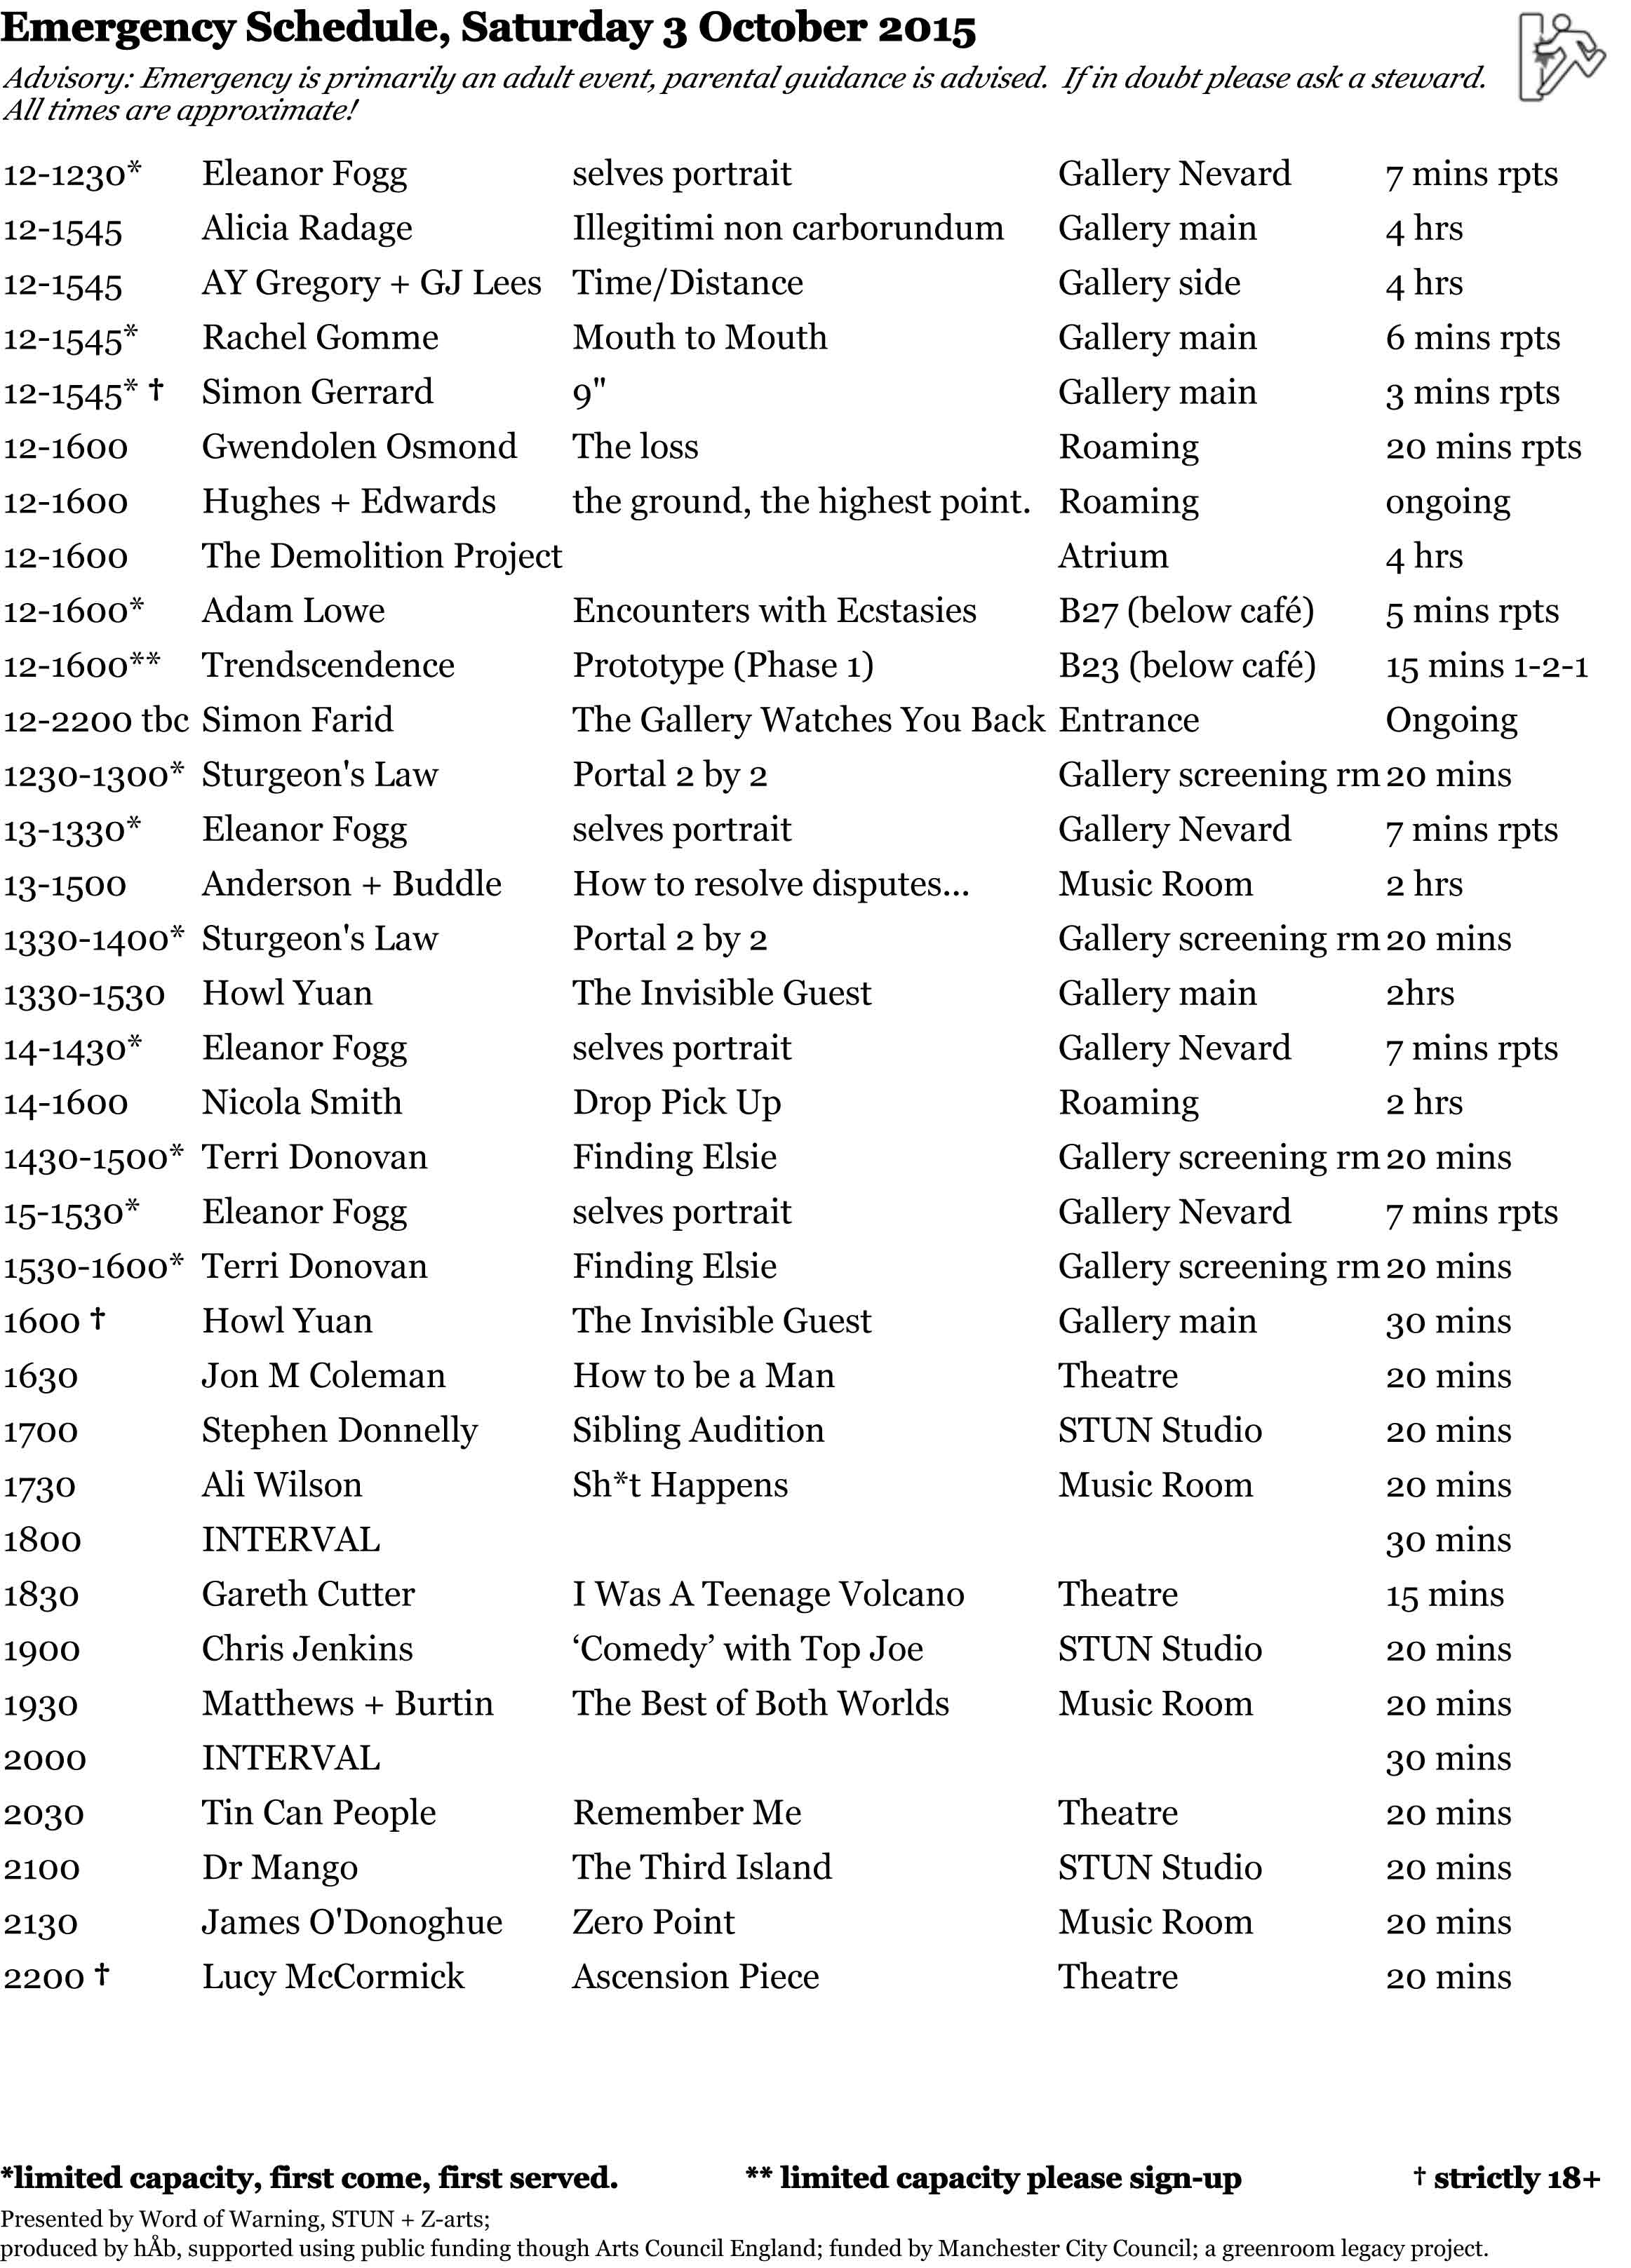 Emergency Schedule, Saturday 3 October 2015
Advisory: Emergency is primarily an adult event, parental guidance is advised.  If in doubt please ask a steward.
All times are approximate!
12-1230* Eleanor Fogg selves portrait Gallery Nevard 7 mins rpts
12-1545 Alicia Radage Illegitimi non carborundum Gallery main 4 hrs
12-1545 AY Gregory + GJ Lees Time/Distance Gallery side 4 hrs
12-1545* Rachel Gomme Mouth to Mouth Gallery main 6 mins rpts
12-1545* † Simon Gerrard 9" Gallery main 3 mins rpts
12-1600 Gwendolen Osmond The loss Roaming 20 mins rpts
12-1600 Hughes + Edwards the ground, the highest point. Roaming ongoing
12-1600 The Demolition Project Atrium 4 hrs
12-1600* Adam Lowe Encounters with Ecstasies B27 (below café) 5 mins rpts
12-1600** Trendscendence Prototype (Phase 1) B23 (below café) 15 mins 1-2-1
12-2200 tbc Simon Farid The Gallery Watches You Back Entrance Ongoing
1230-1300* Sturgeon's Law Portal 2 by 2 Gallery screening rm 20 mins
13-1330* Eleanor Fogg selves portrait Gallery Nevard 7 mins rpts
13-1500 Anderson + Buddle How to resolve disputes... Music Room 2 hrs
1330-1400* Sturgeon's Law Portal 2 by 2 Gallery screening rm 20 mins
1330-1530 Howl Yuan The Invisible Guest Gallery main 2hrs
14-1430* Eleanor Fogg selves portrait Gallery Nevard 7 mins rpts
14-1600 Nicola Smith Drop Pick Up Roaming 2 hrs
1430-1500* Terri Donovan Finding Elsie Gallery screening rm 20 mins
15-1530* Eleanor Fogg selves portrait Gallery Nevard 7 mins rpts
1530-1600* Terri Donovan Finding Elsie Gallery screening rm 20 mins
1600 † Howl Yuan The Invisible Guest Gallery main 30 mins
1630 Jon M Coleman How to be a Man Theatre 20 mins
1700 Stephen Donnelly Sibling Audition STUN Studio 20 mins
1730 Ali Wilson Sh*t Happens Music Room 20 mins
1800 INTERVAL 30 mins
1830 Gareth Cutter I Was A Teenage Volcano Theatre 15 mins
1900 Chris Jenkins ‘Comedy’ with Top Joe STUN Studio 20 mins
1930 Matthews + Burtin The Best of Both Worlds Music Room 20 mins
2000 INTERVAL 30 mins
2030 Tin Can People Remember Me Theatre 20 mins
2100 Dr Mango The Third Island STUN Studio 20 mins
2130 James O'Donoghue Zero Point Music Room 20 mins
2200 † Lucy McCormick Ascension Piece Theatre 20 mins
*limited capacity, first come, first served. ** limited capacity please sign-up † strictly 18+
Presented by Word of Warning, STUN + Z-arts;
produced by hÅb, supported using public funding though Arts Council England; funded by Manchester City Council; a greenroom legacy project.